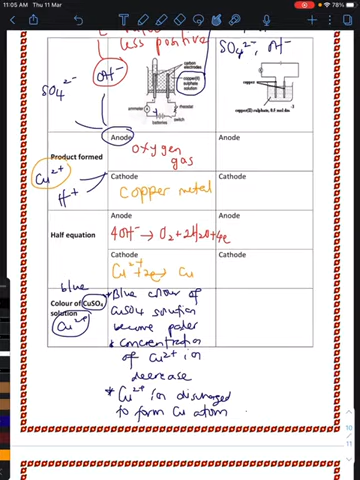 11:05 AM Thu 11 Mar
78%
less positive
SO4 2-, OH-
OH-
SO4 2-
carbon
electrodes
copper(II)
sulphate
solution
ammeter
rheostat
batteries
switch
copper
copper(II) sulphate, 0.5 mol dm-3
Anode
oxygen
gas
Anode
Product formed
Cu2+
H+
Cathode
copper metal
Cathode
Half equation
Anode
4OH- → O2 + 2H2O + 4e
Anode
Cathode
Cu2+ + 2e → Cu
Cathode
blue
Colour of CuSO4
solution
Cu2+
* Blue colour of
CuSO4 solution
become paler
* concentration
of Cu2+ ion
decrease
* Cu2+ ion discharged
to form Cu atom
10
11